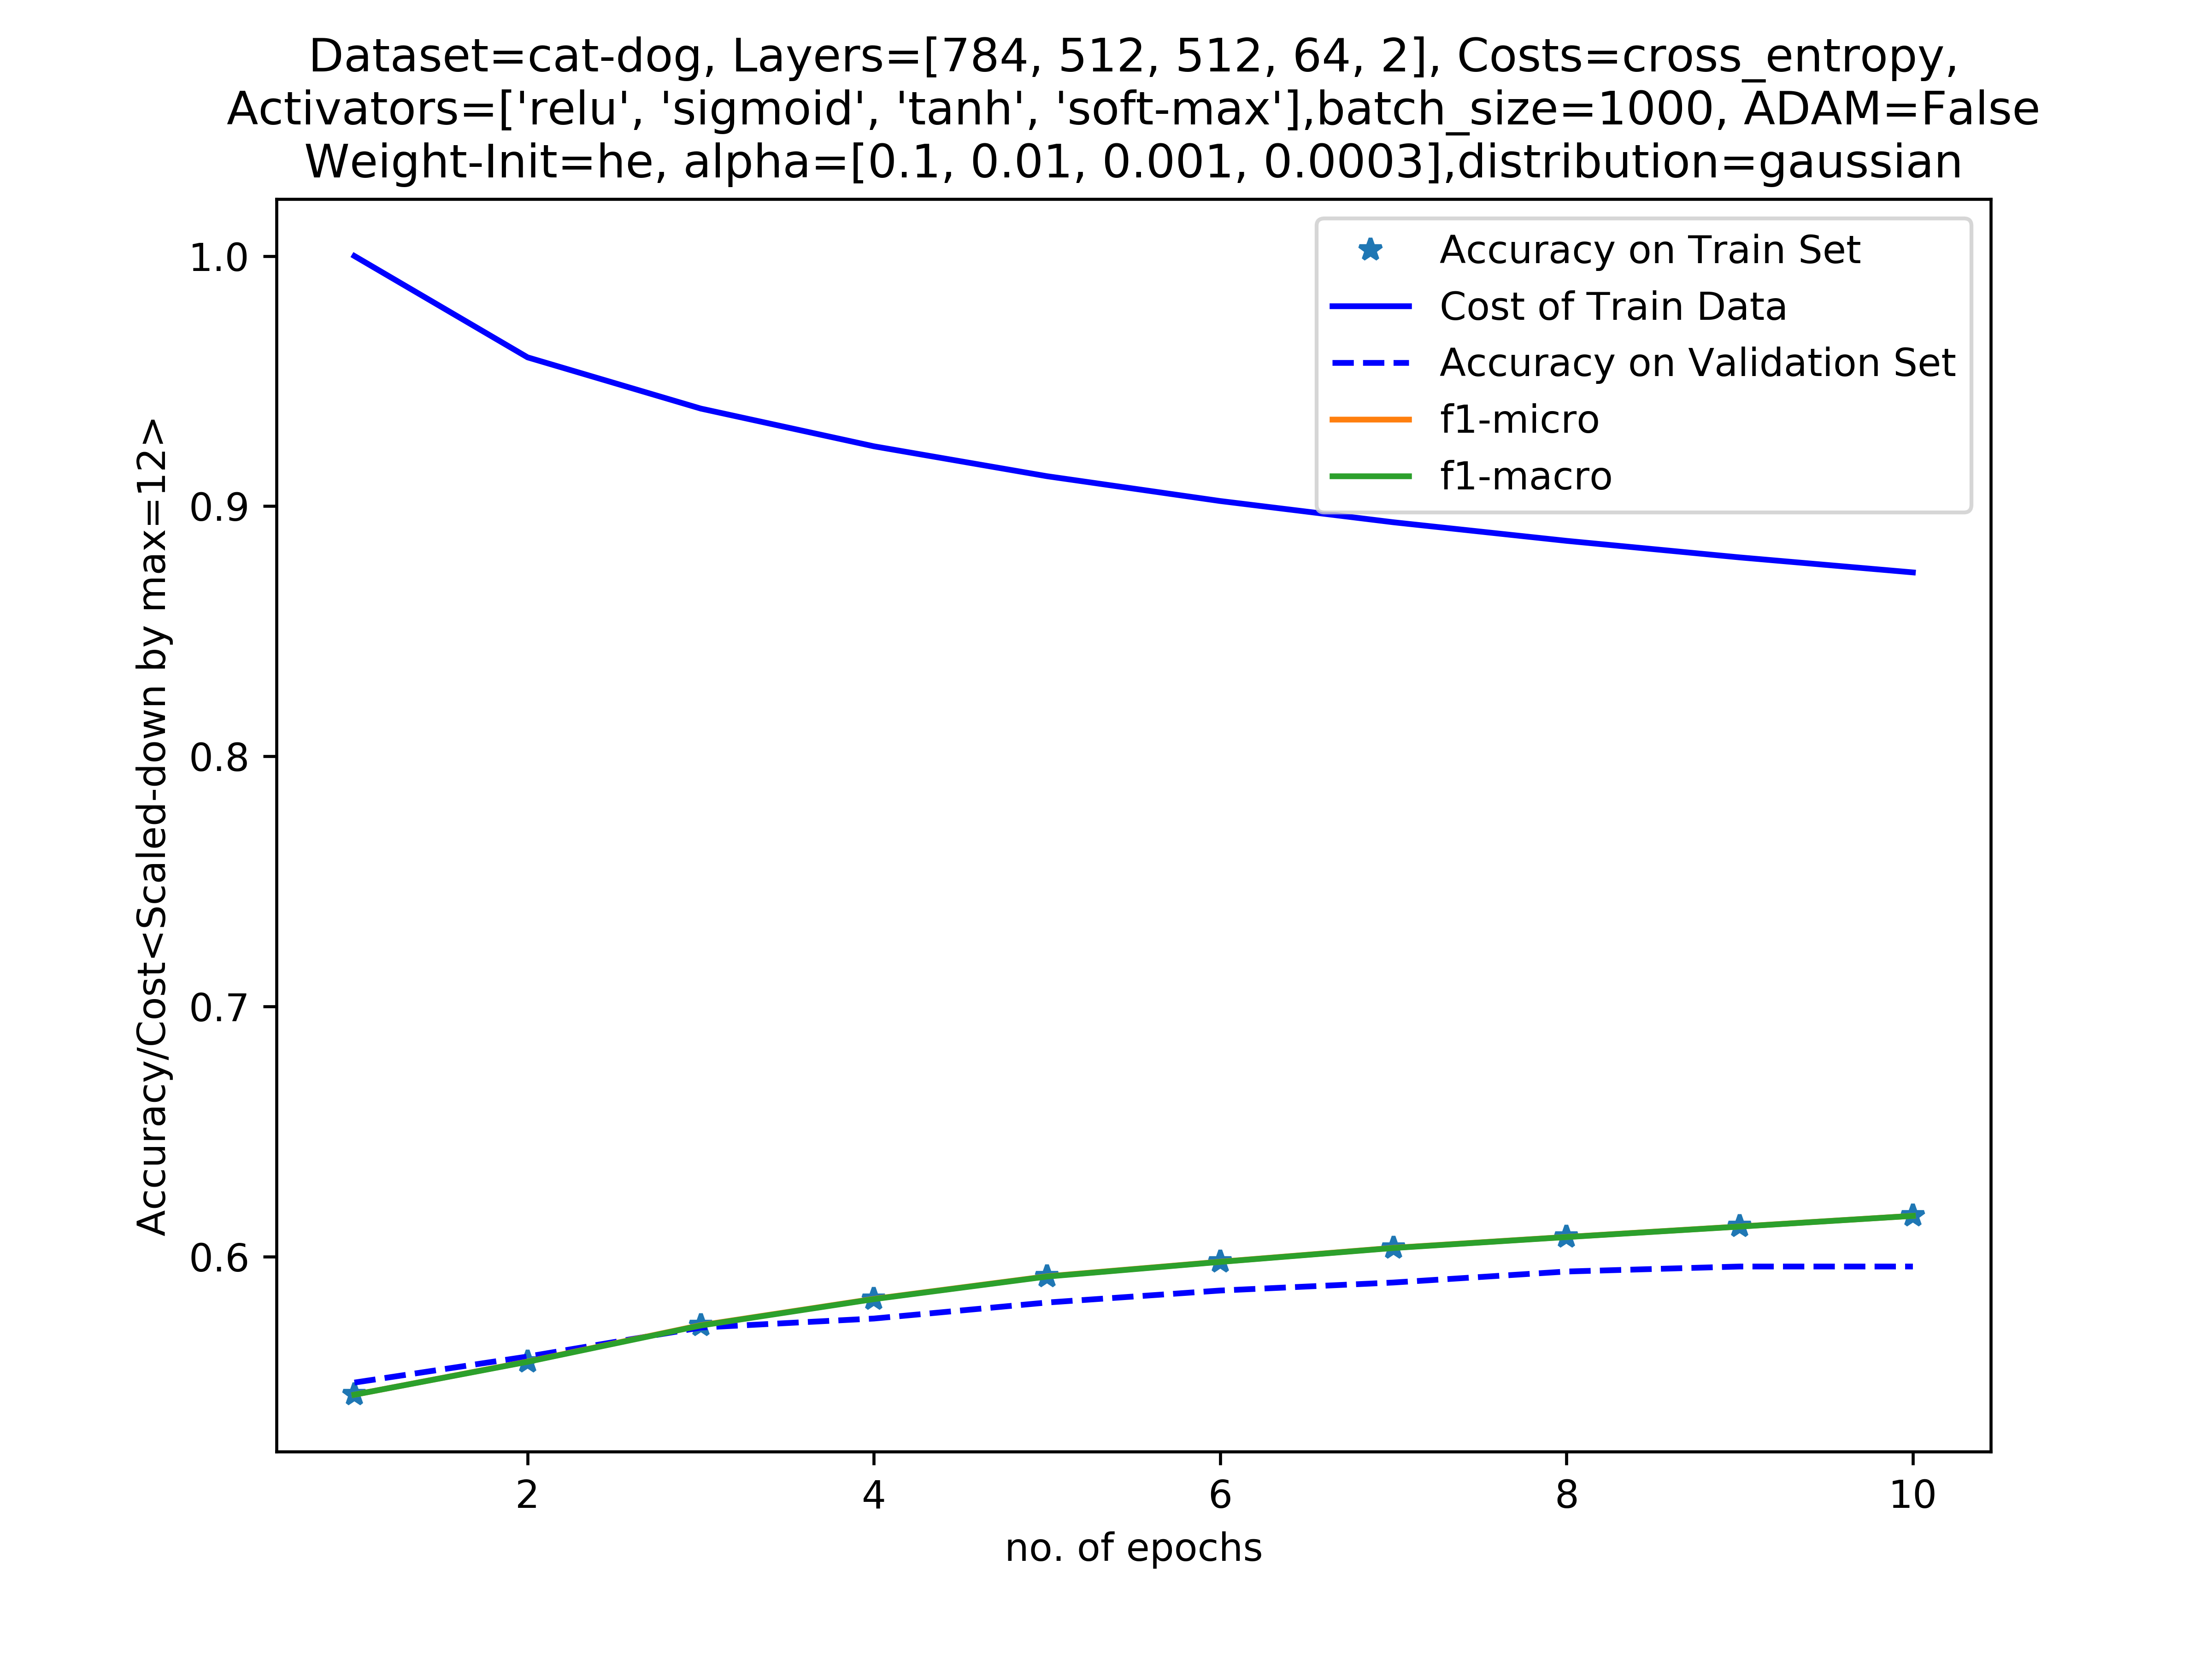 Dataset=cat-dog, Layers=[784, 512, 512, 64, 2], Costs=cross_entropy,
Activators=['relu', 'sigmoid', 'tanh', 'soft-max'],batch_size=1000, ADAM=False
Weight-Init=he, alpha=[0.1, 0.01, 0.001, 0.0003],distribution=gaussian
Accuracy on Train Set
Cost of Train Data
Accuracy on Validation Set
f1-micro
f1-macro
Accuracy/Cost<Scaled-down by max=12>
1.0
0.9
0.8
0.7
0.6
2 4 6 8 10
no. of epochs